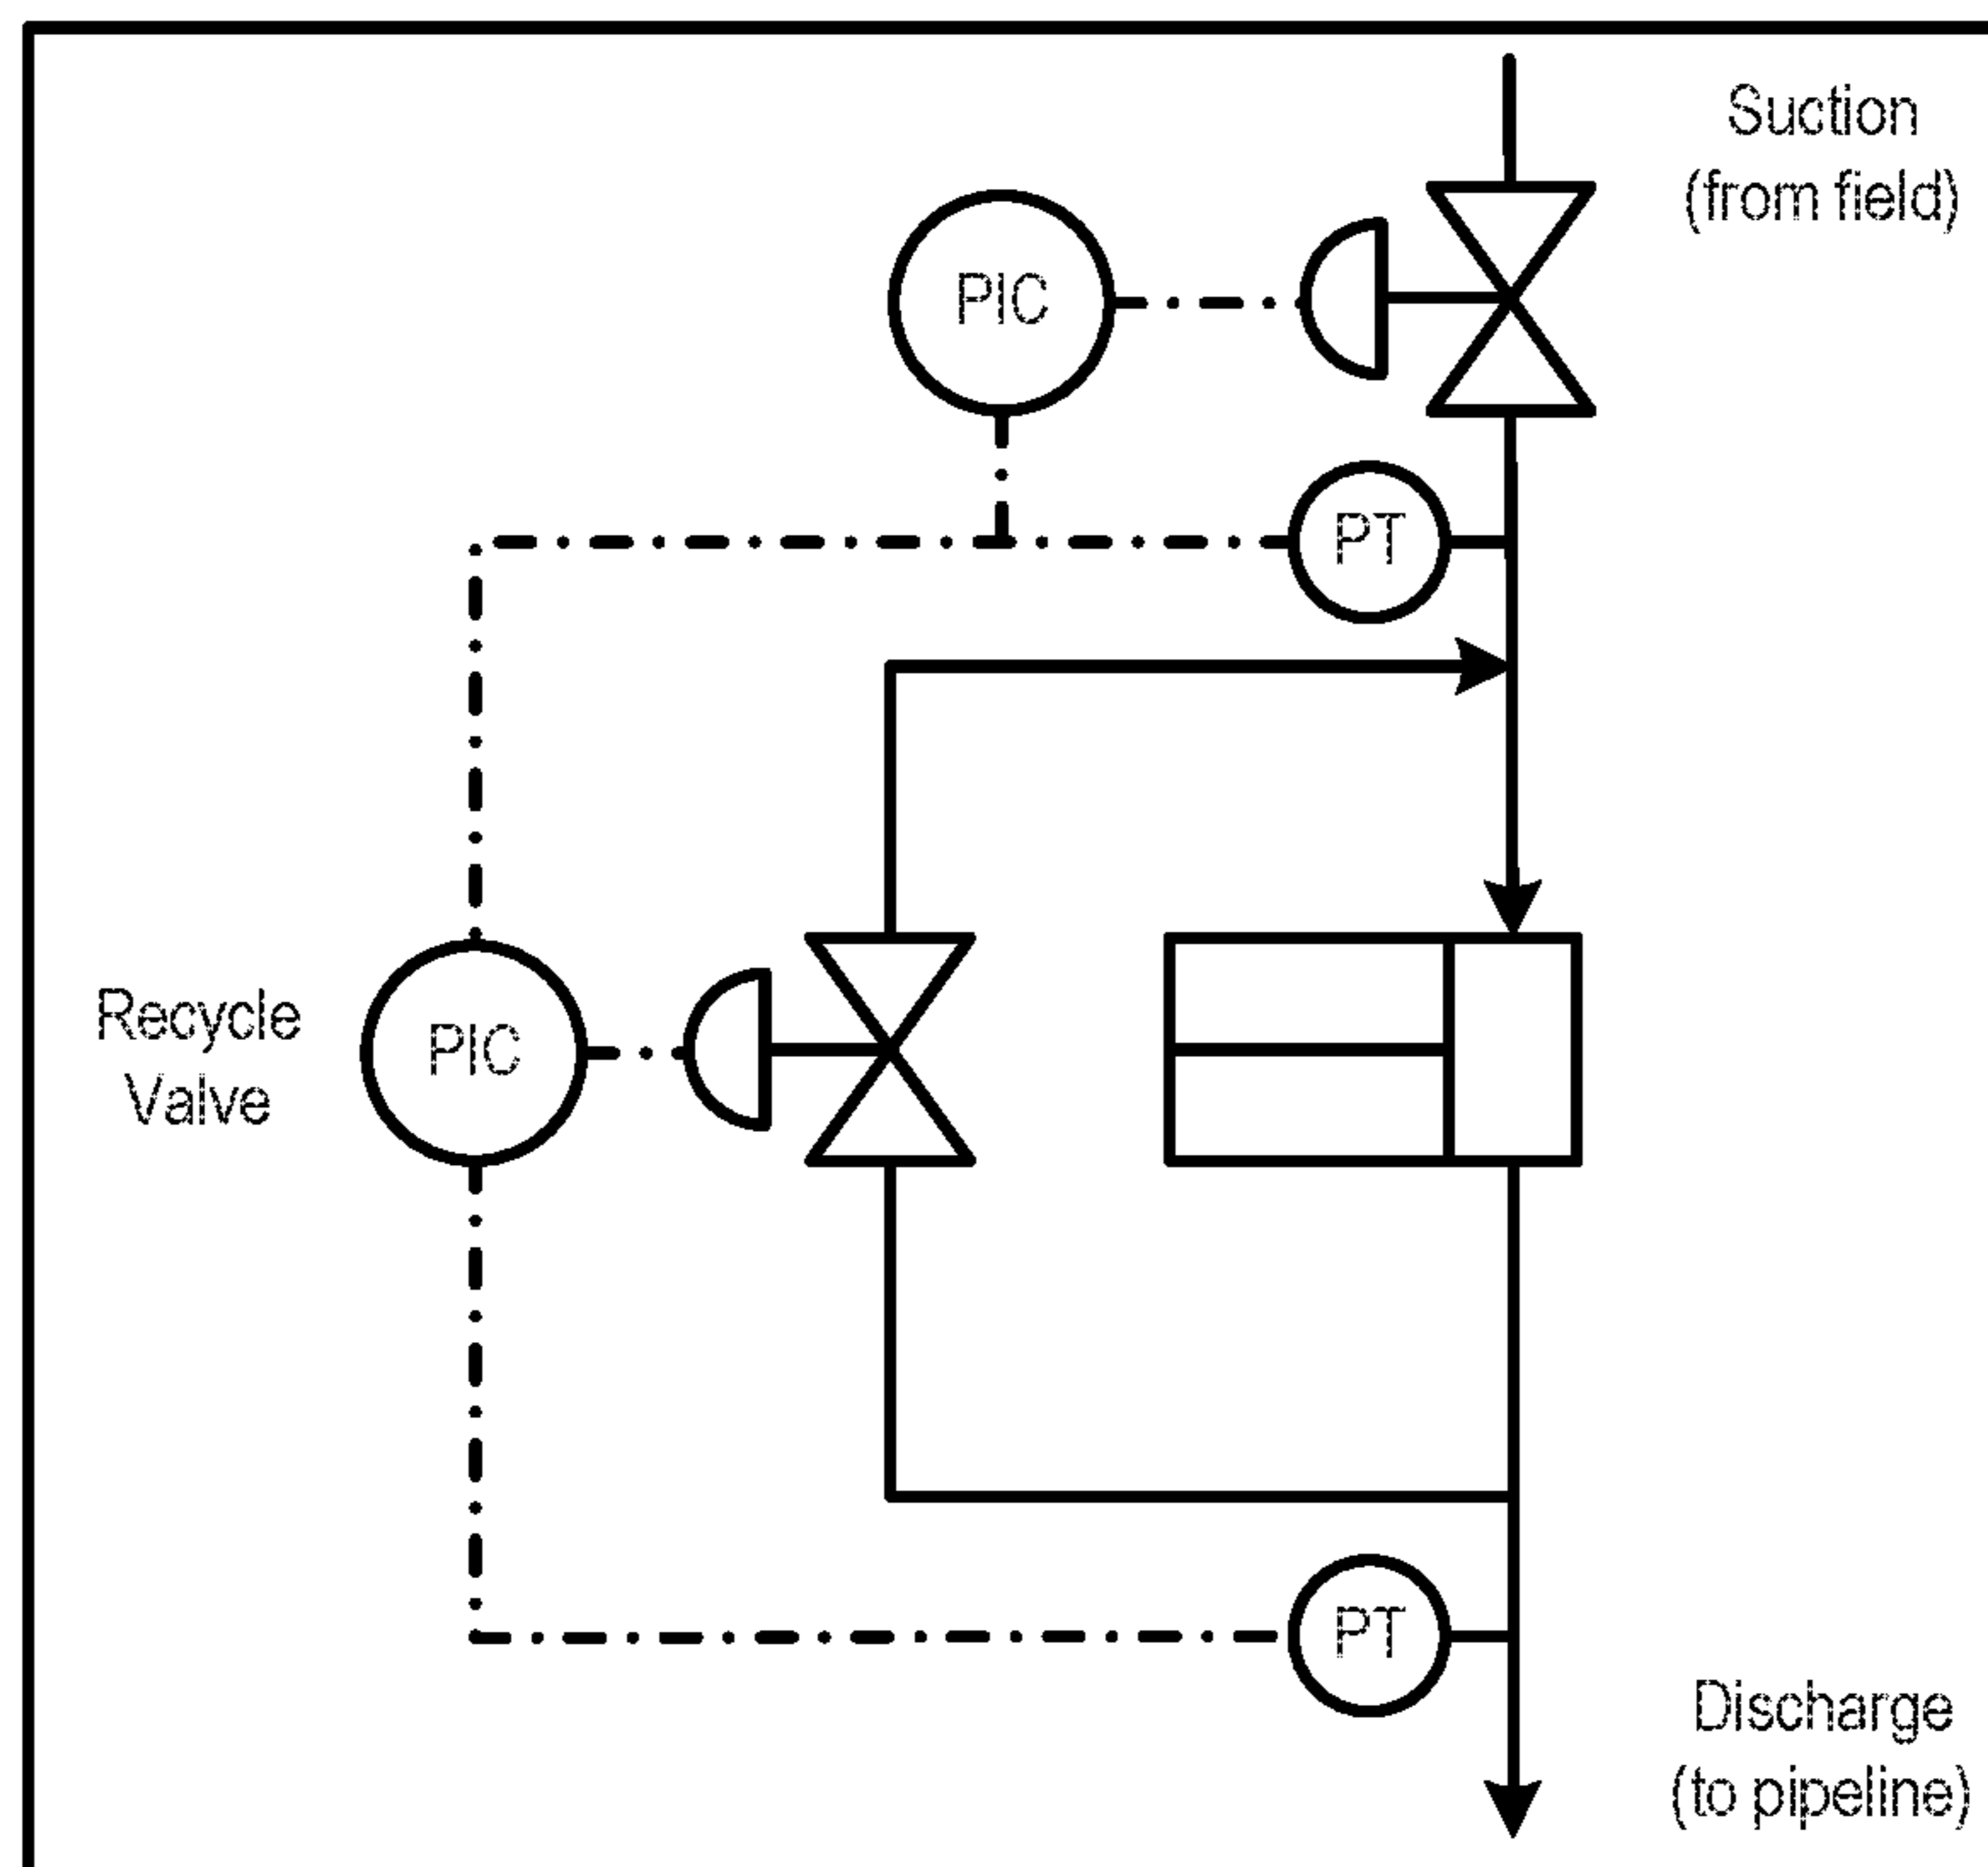 Suction
(from field)
PIC
PT
Recycle
Valve
PIC
PT
Discharge
(to pipeline)